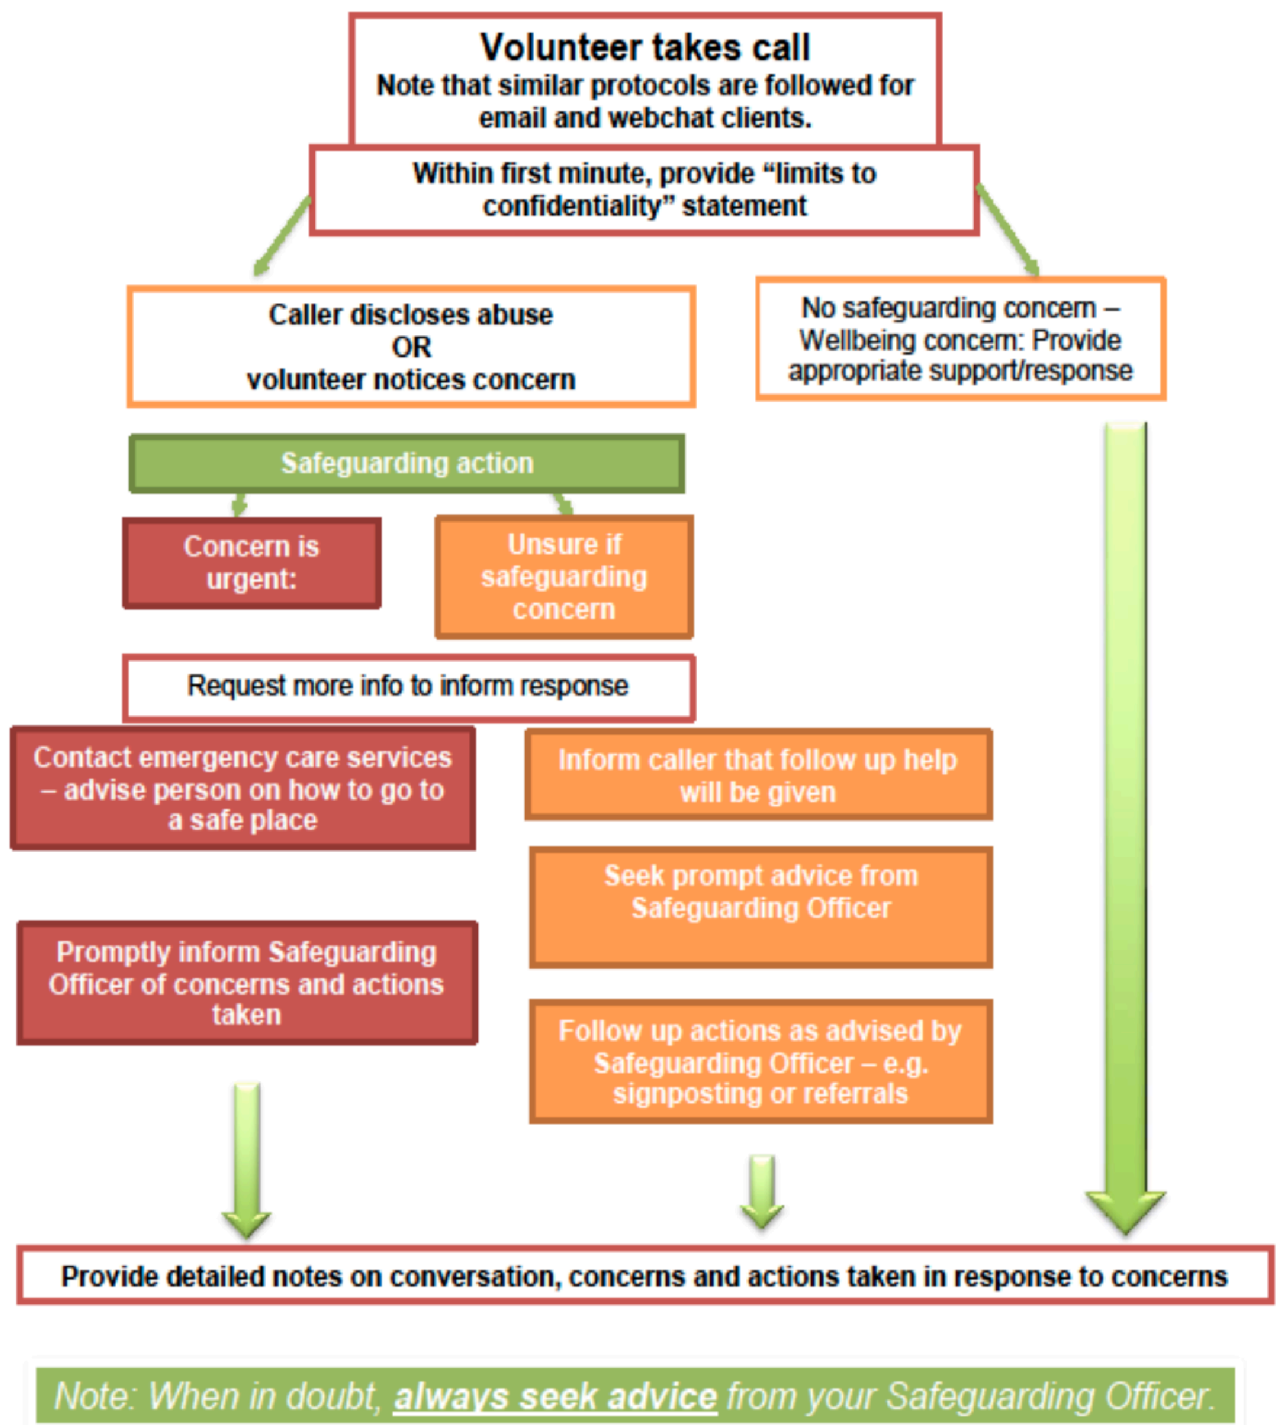 Volunteer takes call
Note that similar protocols are followed for
email and webchat clients.
Within first minute, provide “limits to
confidentiality” statement
Caller discloses abuse
OR
volunteer notices concern
No safeguarding concern –
Wellbeing concern: Provide
appropriate support/response
Safeguarding action
Concern is
urgent:
Unsure if
safeguarding
concern
Request more info to inform response
Contact emergency care services
– advise person on how to go to
a safe place
Promptly inform Safeguarding
Officer of concerns and actions
taken
Inform caller that follow up help
will be given
Seek prompt advice from
Safeguarding Officer
Follow up actions as advised by
Safeguarding Officer – e.g.
signposting or referrals
Provide detailed notes on conversation, concerns and actions taken in response to concerns
Note: When in doubt, always seek advice from your Safeguarding Officer.